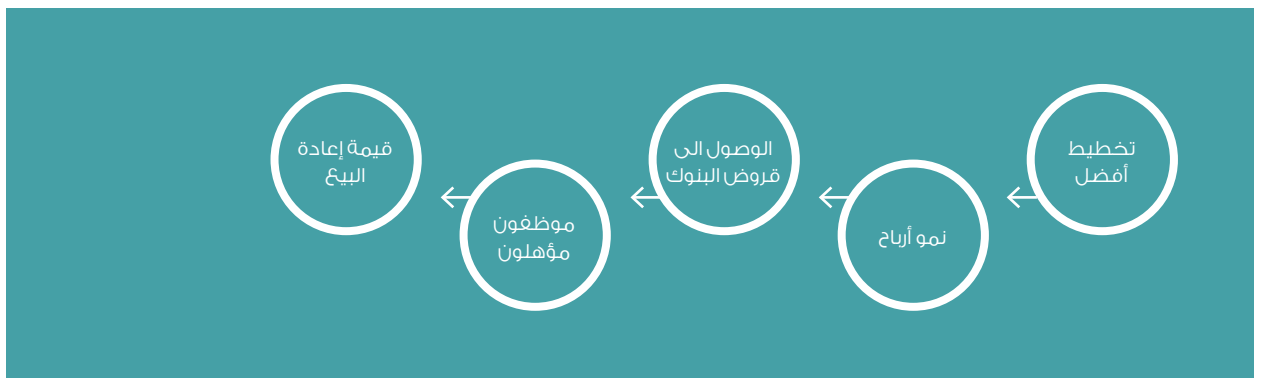 تخطيط
أفضل
نمو أرباح
الوصول الى
قروض البنوك
موظفون
مؤهلون
قيمة إعادة
البيع